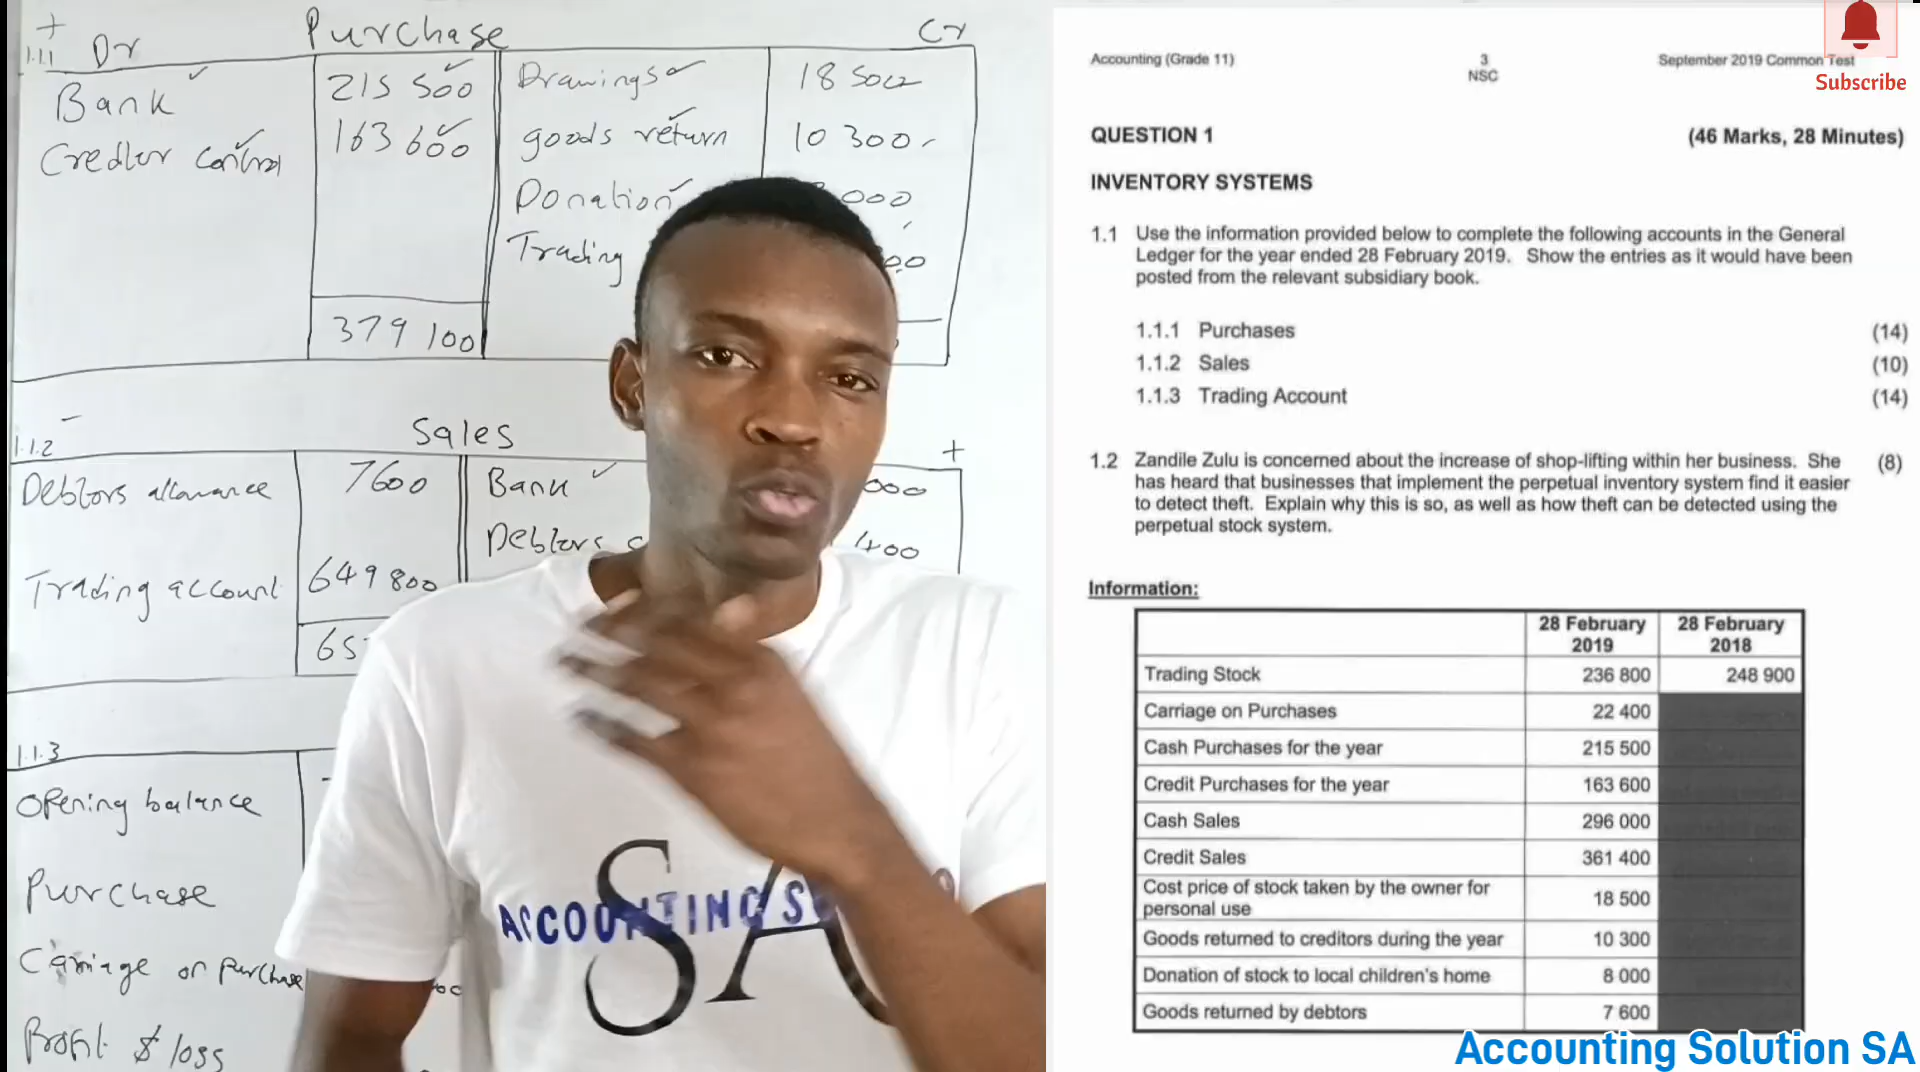 +
1.1.1 Dr Purchase Cr
Bank 215 500 Drawings 18 500
Creditor control 163 600 goods return 10 300
Donation 000
Trading 00
379 100
-
1.1.2 Sales +
Debtors allowance 7600 Bank 000
Debtors c 400
Trading account 649 800
65
1.1.3
Opening balance
Purchase
Carriage on purchase
Profit $ loss
ACCOUNTING S
SA
Subscribe
Accounting (Grade 11) 3 September 2019 Common Test
NSC
QUESTION 1 (46 Marks, 28 Minutes)
INVENTORY SYSTEMS
1.1 Use the information provided below to complete the following accounts in the General
Ledger for the year ended 28 February 2019. Show the entries as it would have been
posted from the relevant subsidiary book.
1.1.1 Purchases (14)
1.1.2 Sales (10)
1.1.3 Trading Account (14)
1.2 Zandile Zulu is concerned about the increase of shop-lifting within her business. She (8)
has heard that businesses that implement the perpetual inventory system find it easier
to detect theft. Explain why this is so, as well as how theft can be detected using the
perpetual stock system.
Information:
28 February 28 February
2019 2018
Trading Stock 236 800 248 900
Carriage on Purchases 22 400
Cash Purchases for the year 215 500
Credit Purchases for the year 163 600
Cash Sales 296 000
Credit Sales 361 400
Cost price of stock taken by the owner for
personal use 18 500
Goods returned to creditors during the year 10 300
Donation of stock to local children's home 8 000
Goods returned by debtors 7 600
Accounting Solution SA